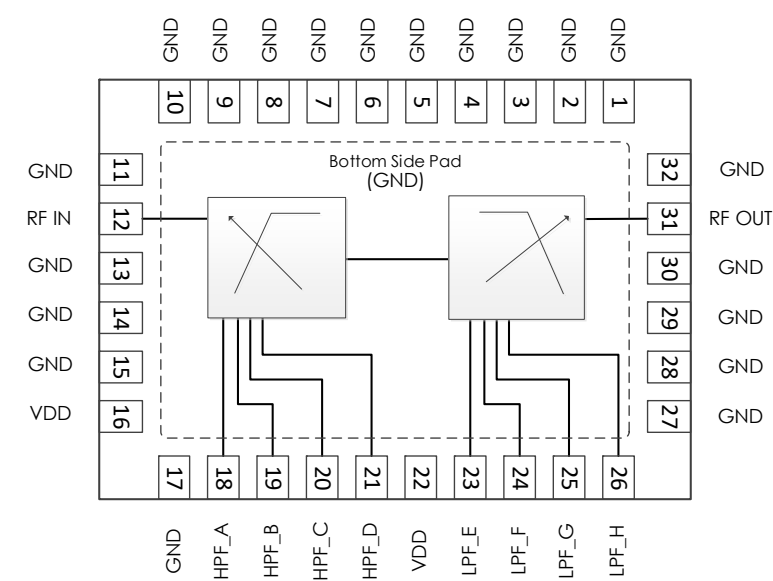 GND GND GND GND GND GND GND GND GND GND
10 9 8 7 6 5 4 3 2 1
Bottom Side Pad
(GND)
GND 11
RF IN 12
GND 13
GND 14
GND 15
VDD 16
32 GND
31 RF OUT
30 GND
29 GND
28 GND
27 GND
17 18 19 20 21 22 23 24 25 26
GND HPF_A HPF_B HPF_C HPF_D VDD LPF_E LPF_F LPF_G LPF_H